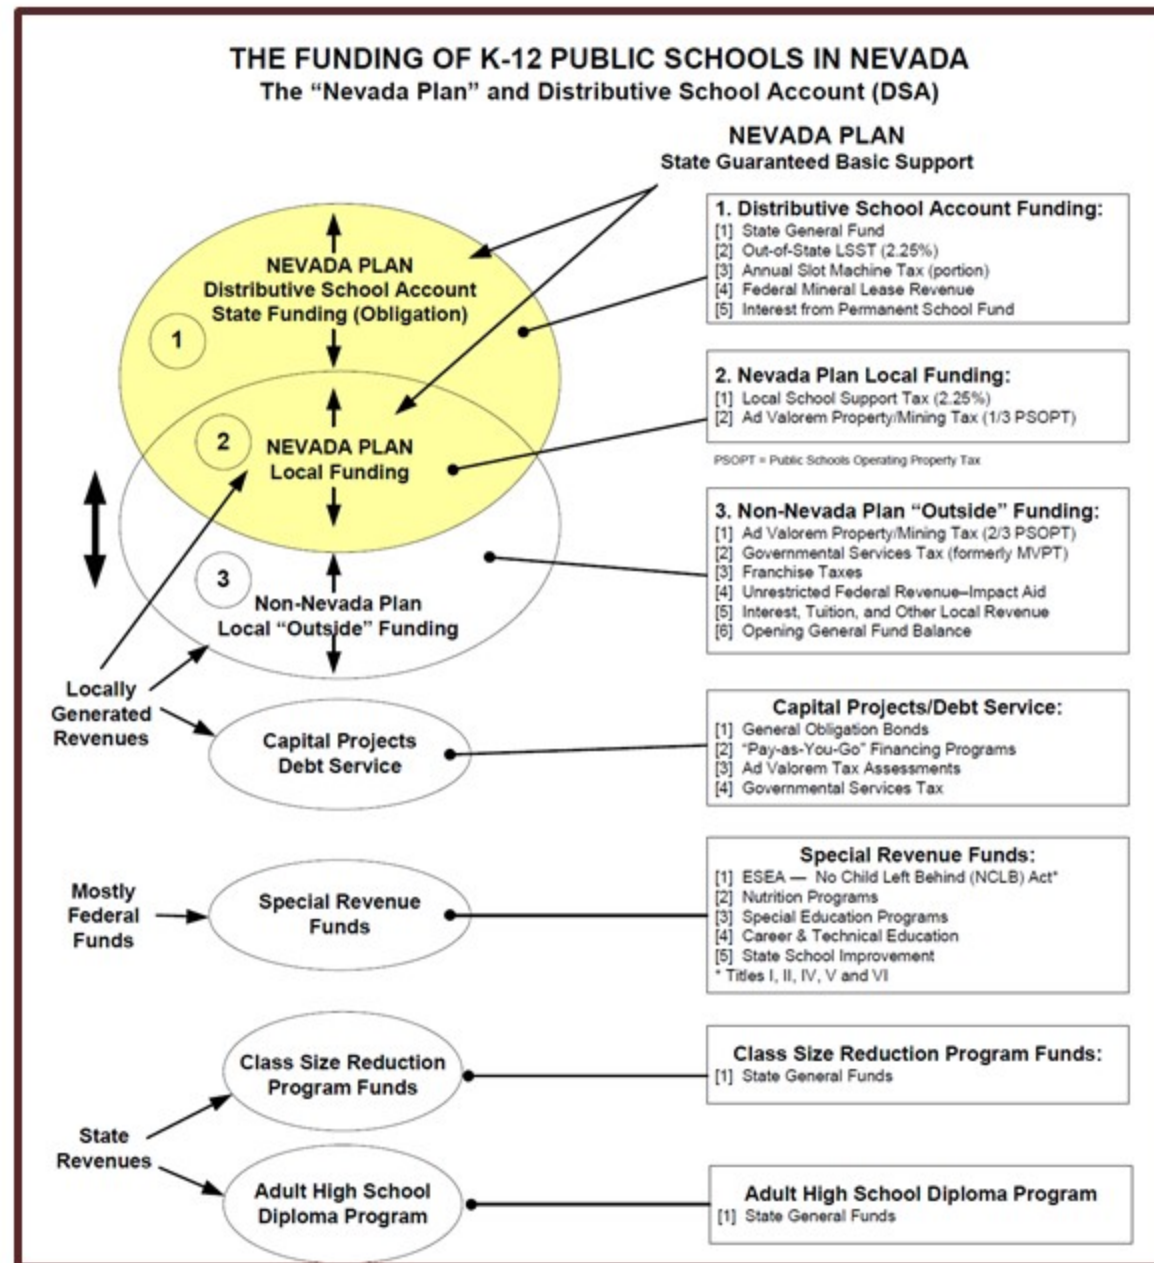 THE FUNDING OF K-12 PUBLIC SCHOOLS IN NEVADA
The “Nevada Plan” and Distributive School Account (DSA)
NEVADA PLAN
State Guaranteed Basic Support
NEVADA PLAN
Distributive School Account
State Funding (Obligation)
1
2
NEVADA PLAN
Local Funding
3
Non-Nevada Plan
Local “Outside” Funding
Locally
Generated
Revenues
Capital Projects
Debt Service
Mostly
Federal
Funds
Special Revenue
Funds
Class Size Reduction
Program Funds
State
Revenues
Adult High School
Diploma Program
1. Distributive School Account Funding:
[1] State General Fund
[2] Out-of-State LSST (2.25%)
[3] Annual Slot Machine Tax (portion)
[4] Federal Mineral Lease Revenue
[5] Interest from Permanent School Fund
2. Nevada Plan Local Funding:
[1] Local School Support Tax (2.25%)
[2] Ad Valorem Property/Mining Tax (1/3 PSOPT)
PSOPT = Public Schools Operating Property Tax
3. Non-Nevada Plan “Outside” Funding:
[1] Ad Valorem Property/Mining Tax (2/3 PSOPT)
[2] Governmental Services Tax (formerly MVPT)
[3] Franchise Taxes
[4] Unrestricted Federal Revenue–Impact Aid
[5] Interest, Tuition, and Other Local Revenue
[6] Opening General Fund Balance
Capital Projects/Debt Service:
[1] General Obligation Bonds
[2] “Pay-as-You-Go” Financing Programs
[3] Ad Valorem Tax Assessments
[4] Governmental Services Tax
Special Revenue Funds:
[1] ESEA — No Child Left Behind (NCLB) Act*
[2] Nutrition Programs
[3] Special Education Programs
[4] Career & Technical Education
[5] State School Improvement
* Titles I, II, IV, V and VI
Class Size Reduction Program Funds:
[1] State General Funds
Adult High School Diploma Program
[1] State General Funds